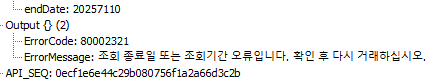 endDate: 20257110
Output {} (2)
ErrorCode: 80002321
ErrorMessage: 조회 종료일 또는 조회기간 오류입니다. 확인 후 다시 거래하십시오.
API_SEQ: 0ecf1e6e44c29b080756f1a2a66d3c2b